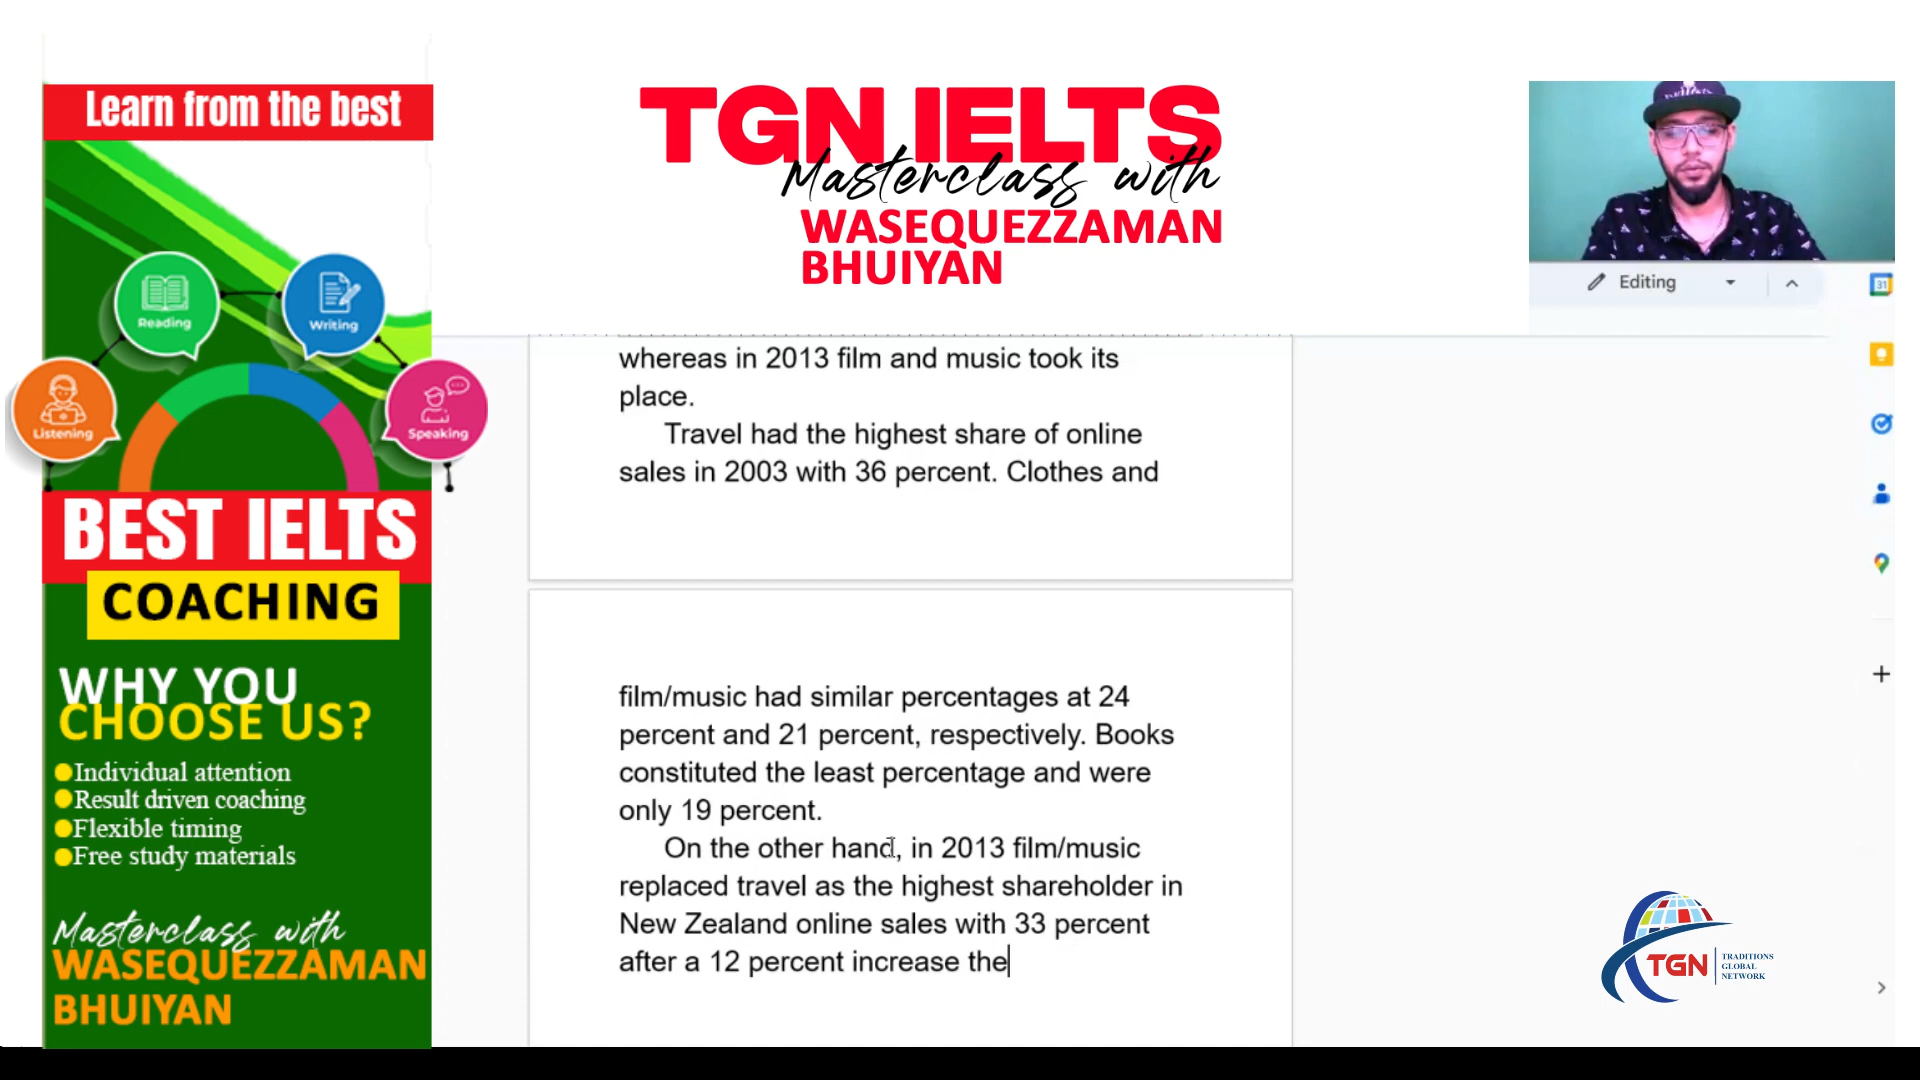 Learn from the best
Reading
Writing
Listening
Speaking
BEST IELTS
COACHING
WHY YOU
CHOOSE US?
Individual attention
Result driven coaching
Flexible timing
Free study materials
Masterclass with
WASEQUEZZAMAN
BHUIYAN
TGN IELTS
Masterclass with
WASEQUEZZAMAN
BHUIYAN
Editing
31
whereas in 2013 film and music took its
place.
Travel had the highest share of online
sales in 2003 with 36 percent. Clothes and
film/music had similar percentages at 24
percent and 21 percent, respectively. Books
constituted the least percentage and were
only 19 percent.
On the other hand, in 2013 film/music
replaced travel as the highest shareholder in
New Zealand online sales with 33 percent
after a 12 percent increase the
TGN
TRADITIONS
GLOBAL
NETWORK